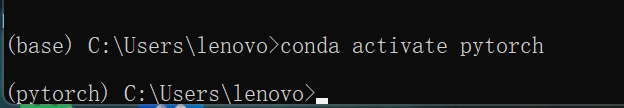 (base) C:\Users\lenovo>conda activate pytorch
(pytorch) C:\Users\lenovo>